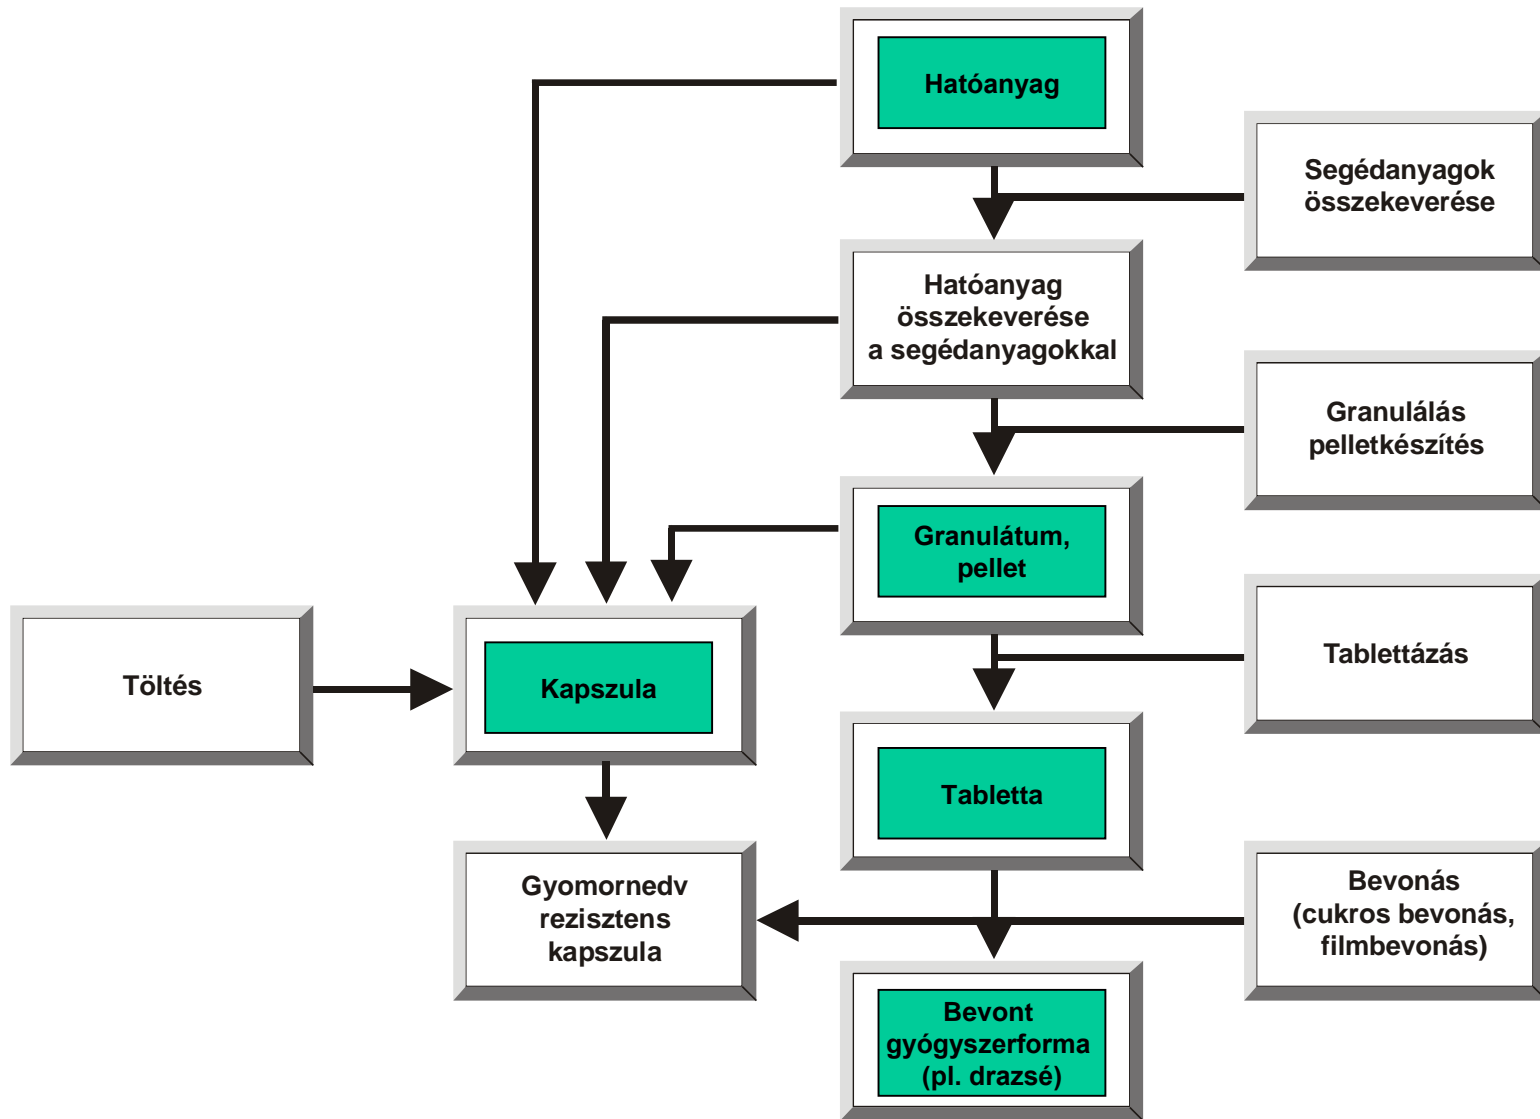 Hatóanyag
Segédanyagok
összekeverése
Hatóanyag
összekeverése
a segédanyagokkal
Granulálás
pelletkészítés
Granulátum,
pellet
Töltés
Kapszula
Tablettázás
Tabletta
Gyomornedv
rezisztens
kapszula
Bevonás
(cukros bevonás,
filmbevonás)
Bevont
gyógyszerforma
(pl. drazsé)